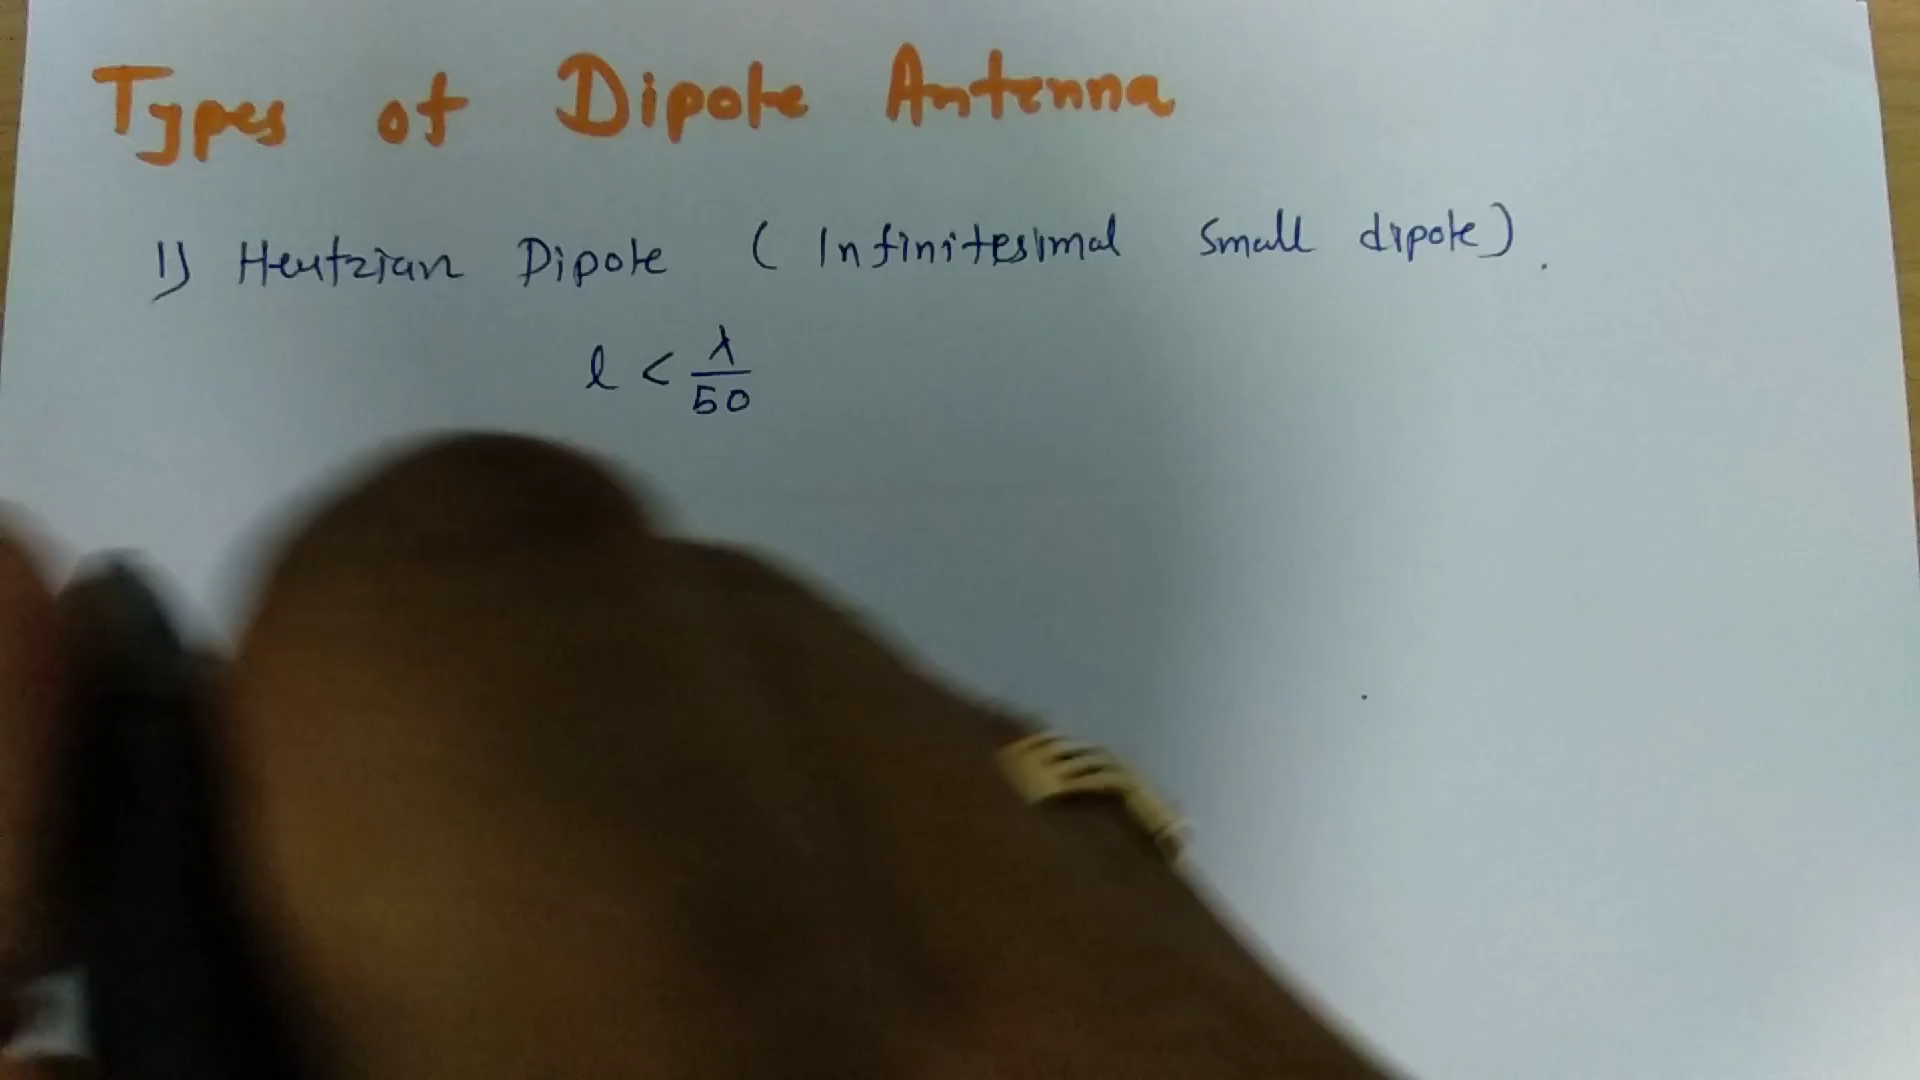 Types of Dipole Antenna
1) Hertzian Dipole (Infinitesimal Small dipole).
l < λ/50